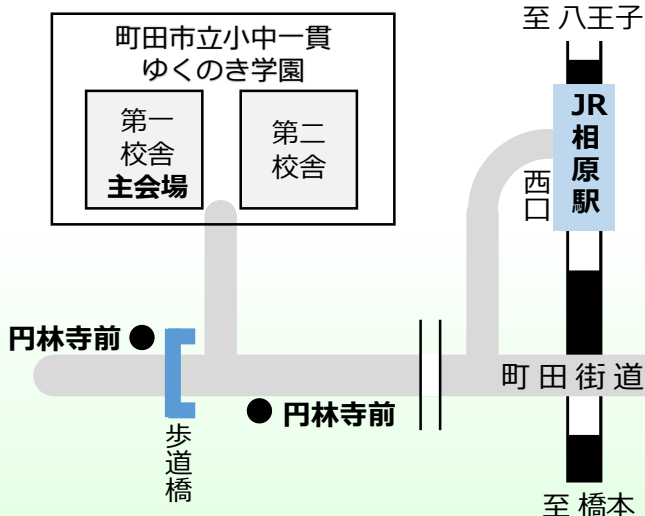 町田市立小中一貫
ゆくのき学園
第一
校舎
主会場
第二
校舎
至 八王子
JR
相原駅
西口
円林寺前
町田街道
円林寺前
歩道橋
至 橋本